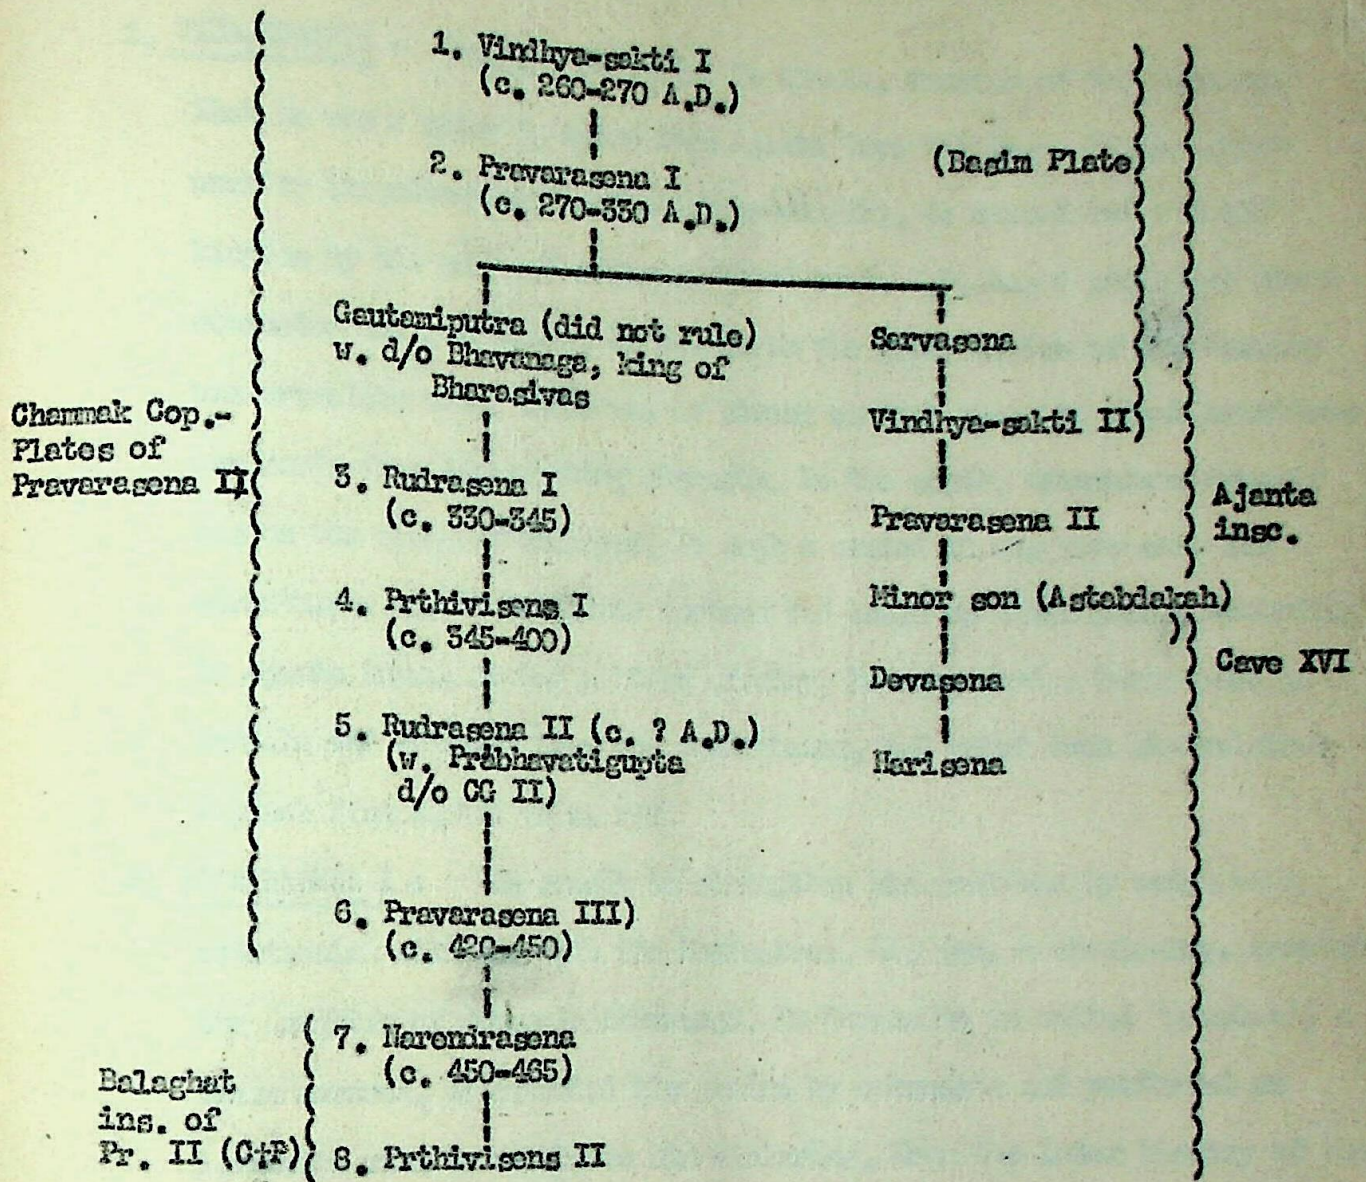 1. Vindhya-sakti I
(c. 260-270 A.D.)
2. Pravarasena I
(c. 270-330 A.D.)
(Basim Plate)
Gautamiputra (did not rule)
w. d/o Bhavanaga, king of
Bharasivas
Sarvasena
Vindhya-sakti II)
Chammak Cop.-
Plates of
Pravarasena II
3. Rudrasena I
(c. 330-345)
Pravarasena II
Ajanta
insc.
4. Prthivisena I
(c. 345-400)
Minor son (Astabdakah)
Cave XVI
Devasena
5. Rudrasena II (c. ? A.D.)
(w. Prabhavatigupta
d/o CG II)
Harisena
6. Pravarasena III)
(c. 420-450)
7. Narendrasena
(c. 450-465)
Balaghat
ins. of
Pr. II (C+P)
8. Prthivisena II